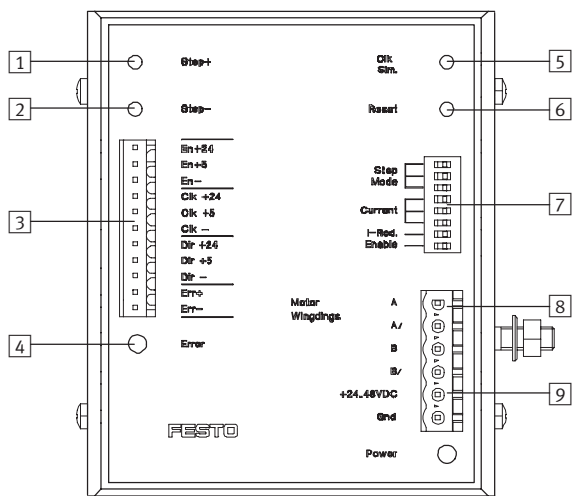 1
Step+
Clk
Sim.
5
2
Step-
Reset
6
En+24
En+5
En-
Clk +24
Clk +5
Clk -
Dir +24
Dir +5
Dir -
Err+
Err-
3
Step
Mode
Current
I-Red.
Enable
7
Motor
Wingdings
A
A/
B
B/
+24..48VDC
Gnd
8
9
4
Error
FESTO
Power